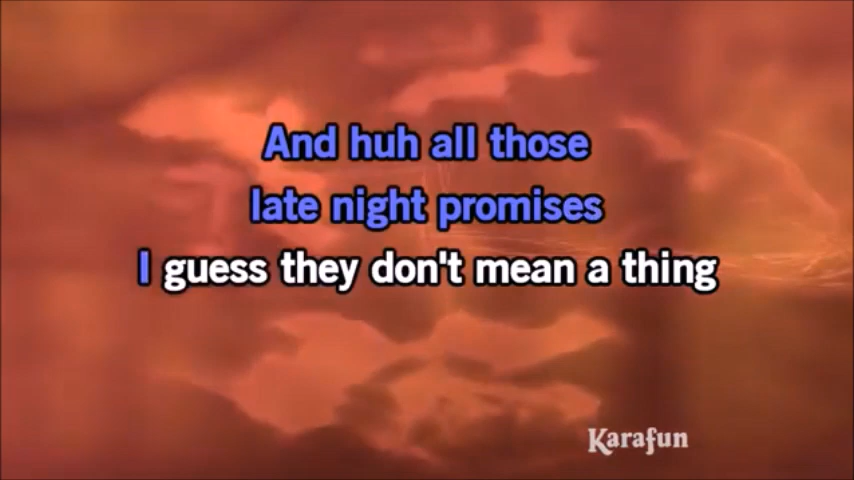 And huh all those
late night promises
I guess they don't mean a thing
Karafun